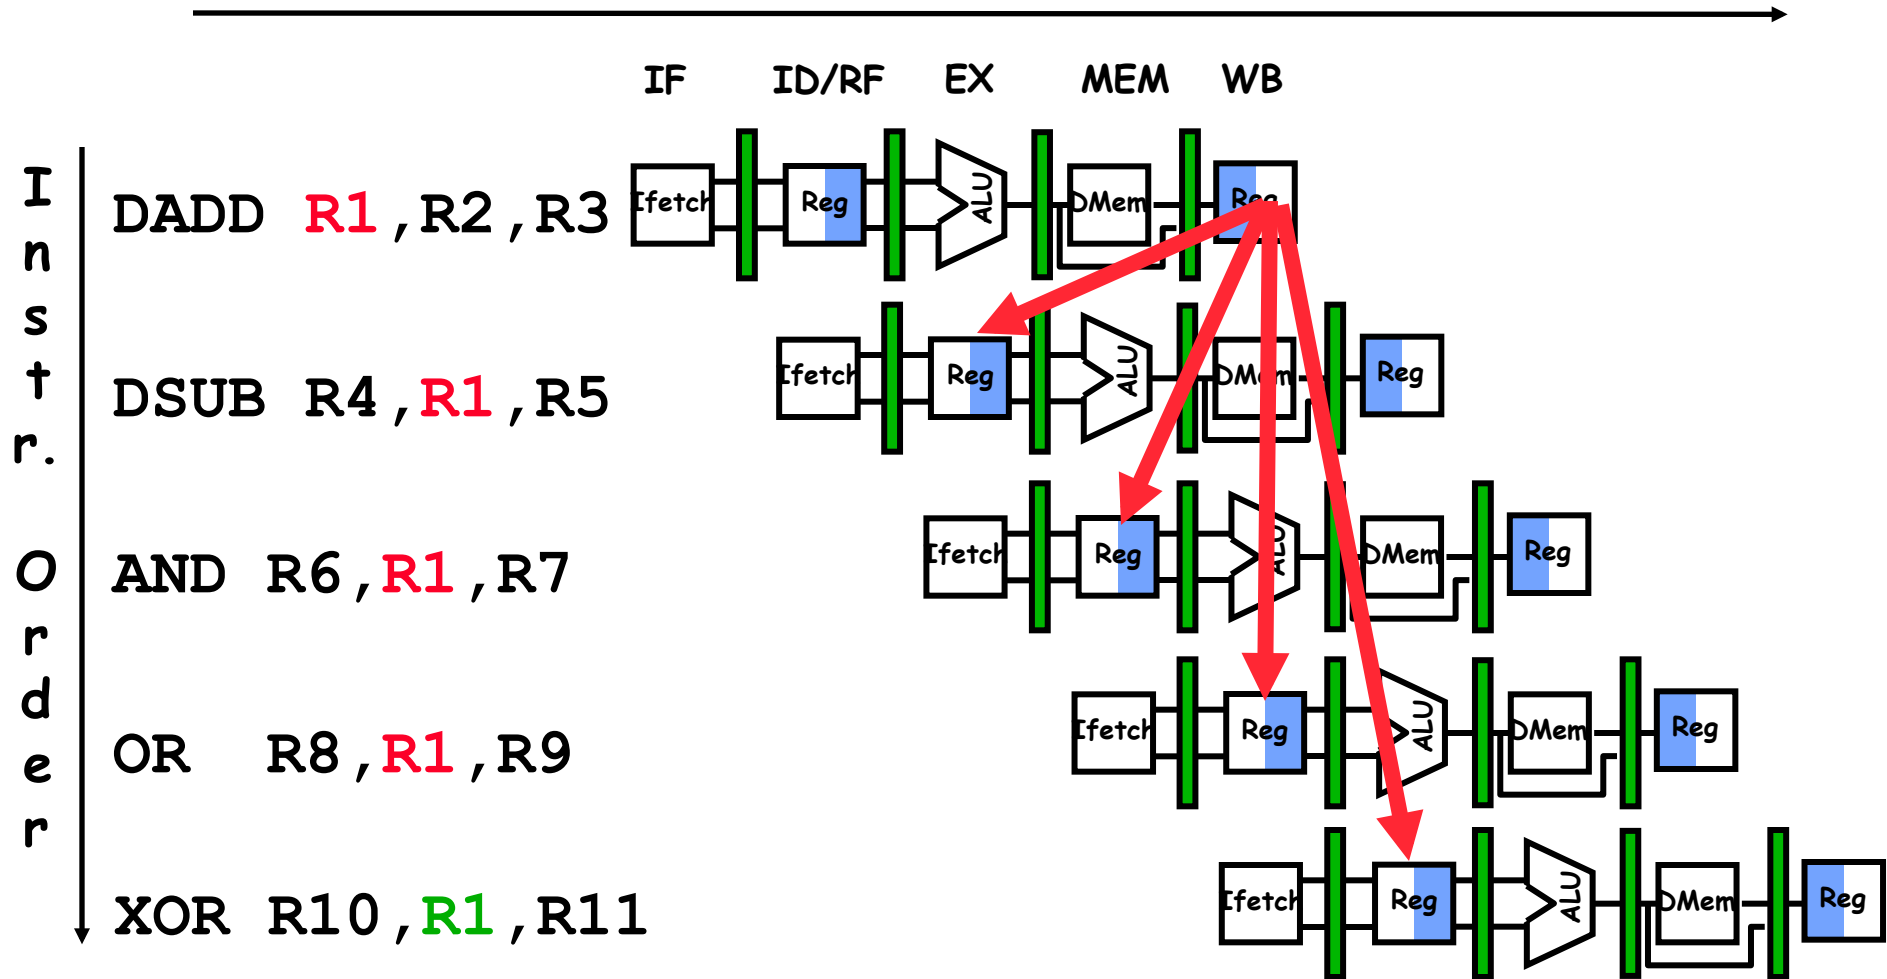 IF ID/RF EX MEM WB
Instr. Order
DADD R1,R2,R3 Ifetch Reg ALU DMem Reg
DSUB R4,R1,R5 Ifetch Reg ALU DMem Reg
AND R6,R1,R7 Ifetch Reg ALU DMem Reg
OR R8,R1,R9 Ifetch Reg ALU DMem Reg
XOR R10,R1,R11 Ifetch Reg ALU DMem Reg